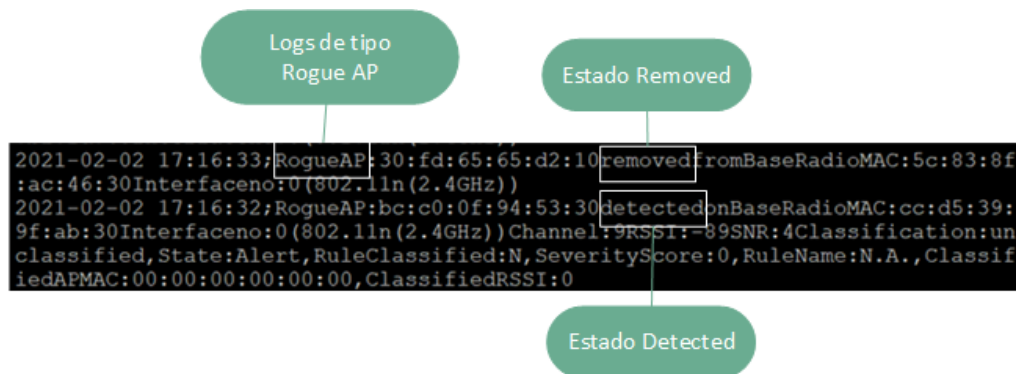 Logs de tipo
Rogue AP
Estado Removed
2021-02-02 17:16:33;RogueAP:30:fd:65:65:d2:10removedfromBaseRadioMAC:5c:83:8f
:ac:46:30Interfaceno:0(802.11n(2.4GHz))
2021-02-02 17:16:32;RogueAP:bc:c0:0f:94:53:30detectedonBaseRadioMAC:cc:d5:39:
9f:ab:30Interfaceno:0(802.11n(2.4GHz))Channel:9RSSI:-89SNR:4Classification:un
classified,State:Alert,RuleClassified:N,SeverityScore:0,RuleName:N.A.,Classif
iedAPMAC:00:00:00:00:00:00,ClassifiedRSSI:0
Estado Detected